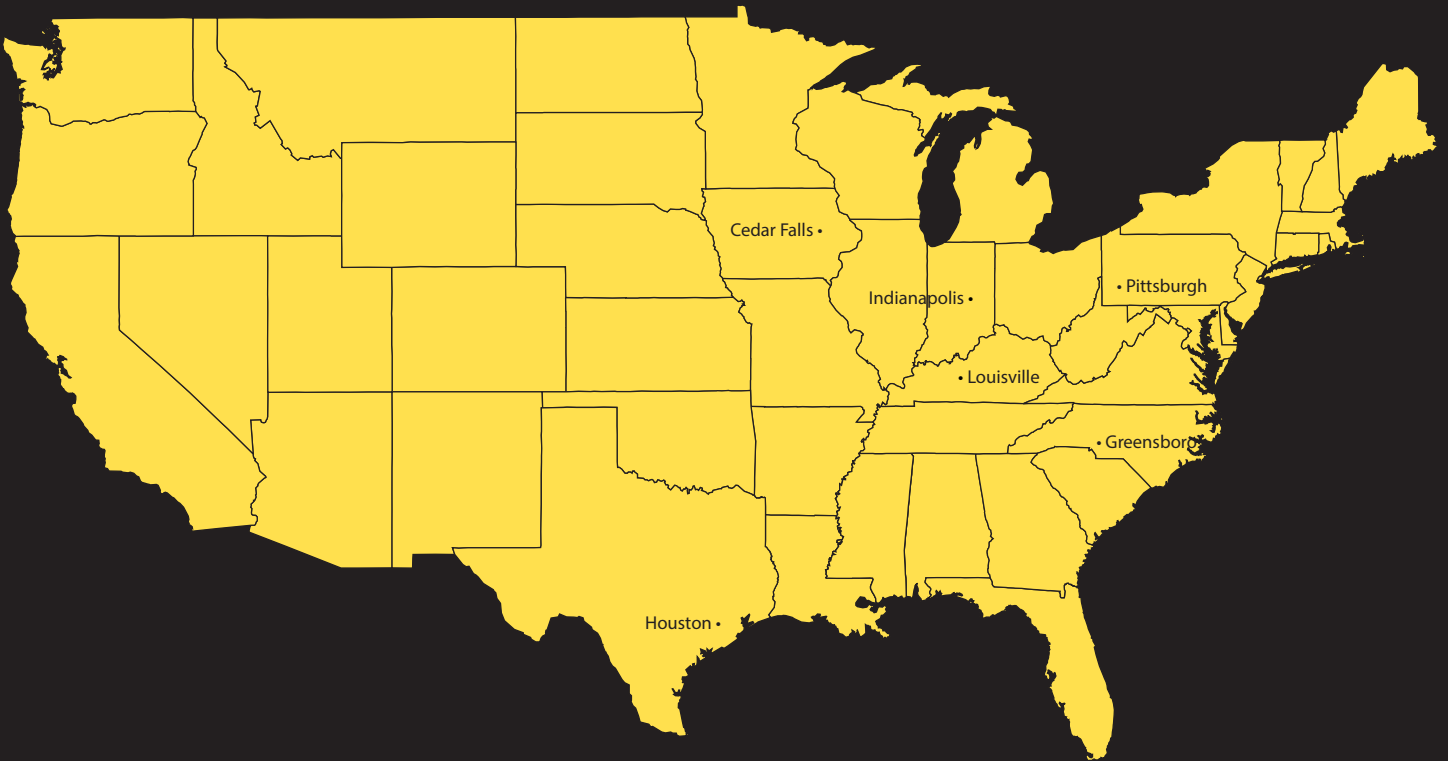 Cedar Falls
Pittsburgh
Indianapolis
Louisville
Greensboro
Houston